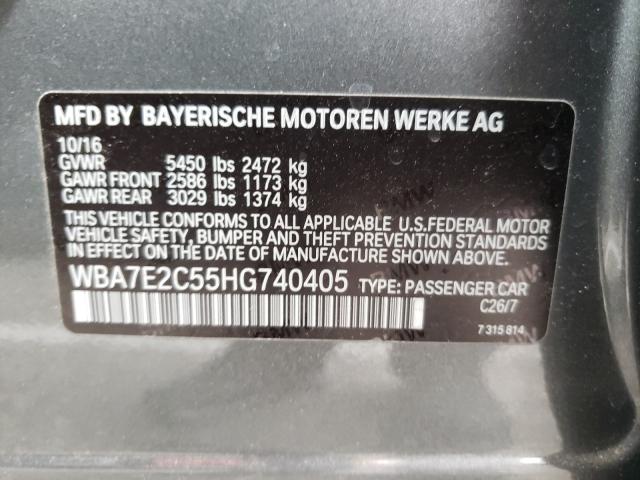 MFD BY BAYERISCHE MOTOREN WERKE AG
10/16
GVWR 5450 lbs 2472 kg
GAWR FRONT 2586 lbs 1173 kg
GAWR REAR 3029 lbs 1374 kg
THIS VEHICLE CONFORMS TO ALL APPLICABLE U.S.FEDERAL MOTOR
VEHICLE SAFETY, BUMPER AND THEFT PREVENTION STANDARDS
IN EFFECT ON THE DATE OF MANUFACTURE SHOWN ABOVE.
WBA7E2C55HG740405 TYPE: PASSENGER CAR
C26/7
7 315 814